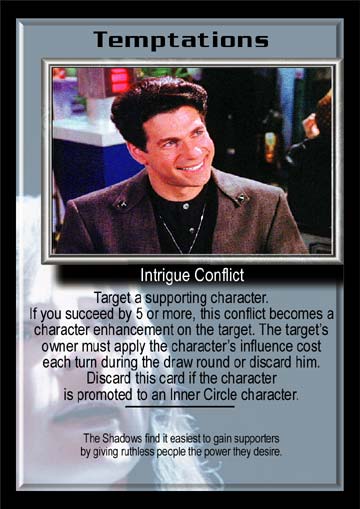 Temptations
Intrigue Conflict
Target a supporting character.
If you succeed by 5 or more, this conflict becomes a
character enhancement on the target. The target's
owner must apply the character's influence cost
each turn during the draw round or discard him.
Discard this card if the character
is promoted to an Inner Circle character.
The Shadows find it easiest to gain supporters
by giving ruthless people the power they desire.